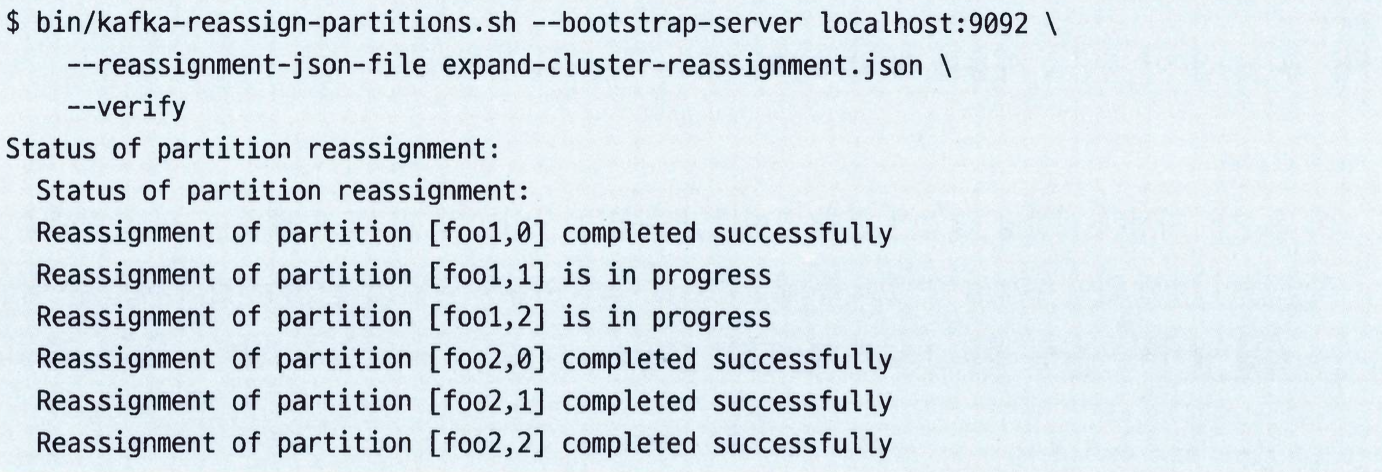 $ bin/kafka-reassign-partitions.sh --bootstrap-server localhost:9092 \
    --reassignment-json-file expand-cluster-reassignment.json \
    --verify
Status of partition reassignment:
  Status of partition reassignment:
  Reassignment of partition [foo1,0] completed successfully
  Reassignment of partition [foo1,1] is in progress
  Reassignment of partition [foo1,2] is in progress
  Reassignment of partition [foo2,0] completed successfully
  Reassignment of partition [foo2,1] completed successfully
  Reassignment of partition [foo2,2] completed successfully